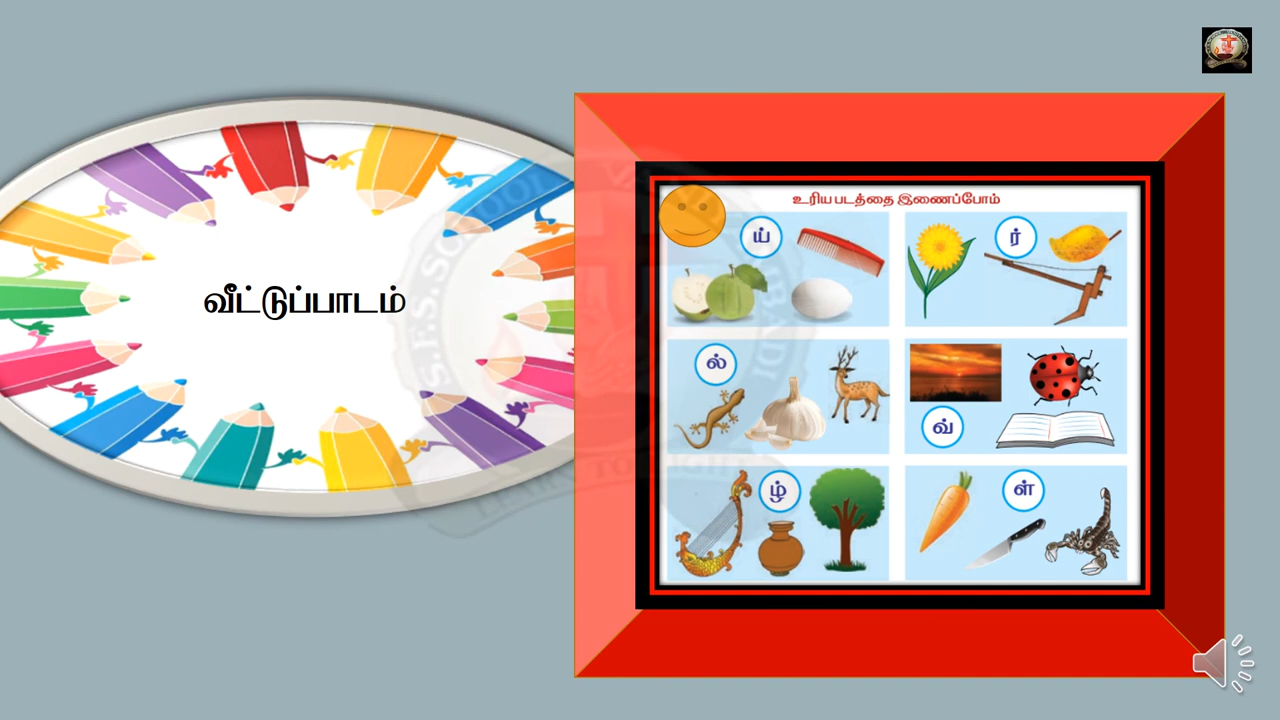 வீட்டுப்பாடம்
உரிய படத்தை இணைப்போம்
ய்
ர்
ல்
வ்
ழ்
ள்